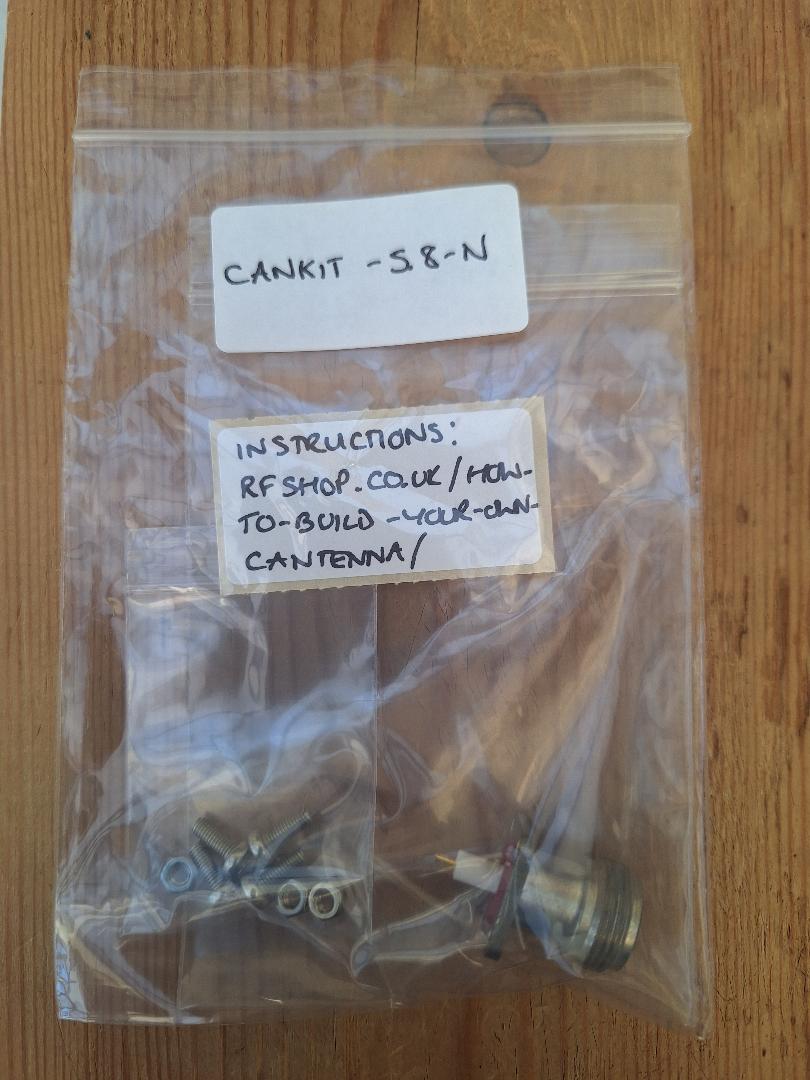 CANKIT -5.8-N
INSTRUCTIONS:
RFSHOP.CO.UK/HOW-
TO-BUILD-YOUR-OWN-
CANTENNA/